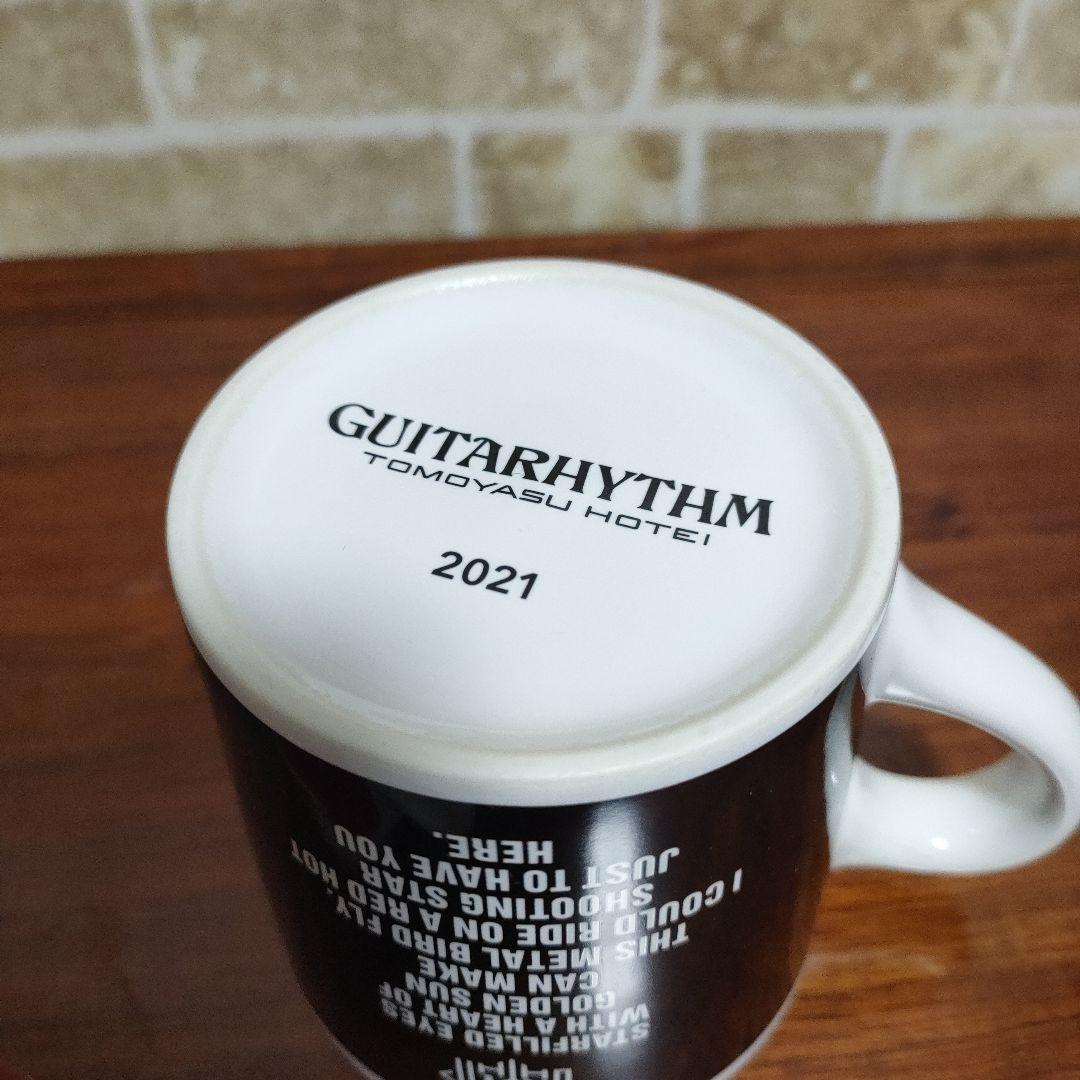 GUITARHYTHM
TOMOYASU HOTEI
2021
STARFILLED EYES
WITH A HEART OF
GOLDEN SUN
CAN MAKE
THIS METAL BIRD FLY,
I COULD RIDE ON A RED HOT
SHOOTING STAR
JUST TO HAVE YOU
HERE.